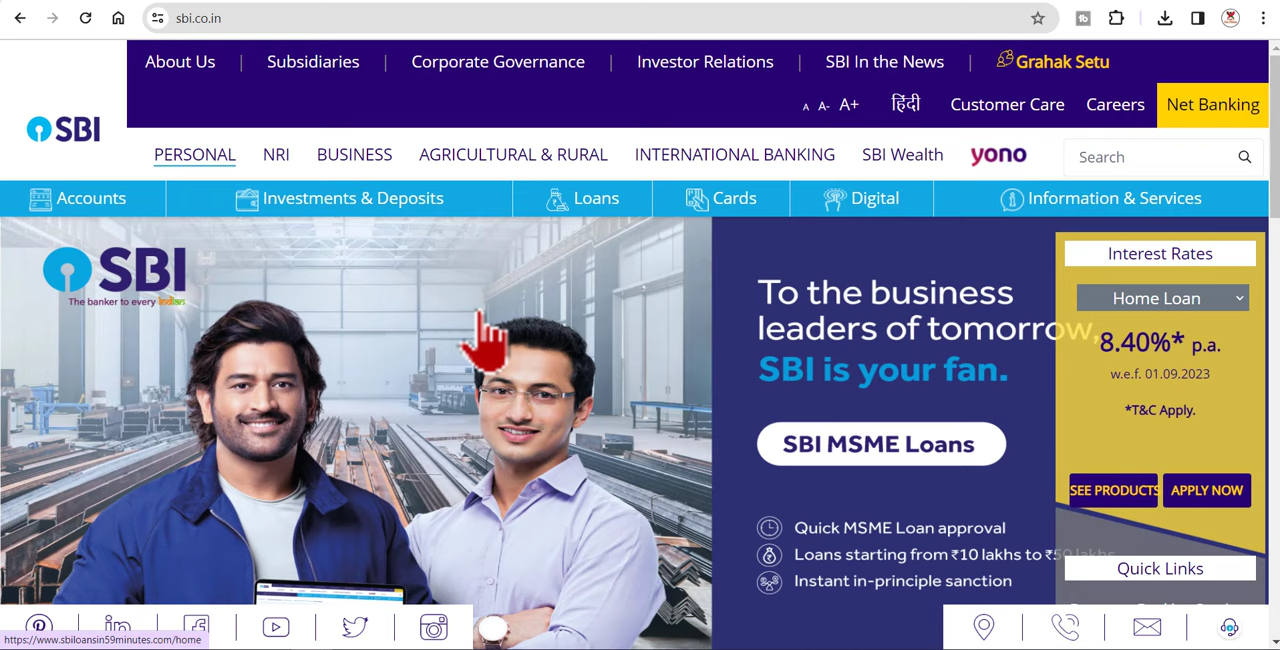 sbi.co.in
About Us | Subsidiaries | Corporate Governance | Investor Relations | SBI In the News | Grahak Setu
A A- A+ हिंदी Customer Care Careers Net Banking
SBI
PERSONAL NRI BUSINESS AGRICULTURAL & RURAL INTERNATIONAL BANKING SBI Wealth yono Search
Accounts Investments & Deposits Loans Cards Digital Information & Services
SBI
The banker to every Indian
To the business
leaders of tomorrow,
SBI is your fan.
SBI MSME Loans
Quick MSME Loan approval
Loans starting from ₹10 lakhs to ₹50 lakhs
Instant in-principle sanction
Interest Rates
Home Loan
8.40%* p.a.
w.e.f. 01.09.2023
*T&C Apply.
SEE PRODUCTS APPLY NOW
Quick Links
https://www.sbiloansin59minutes.com/home